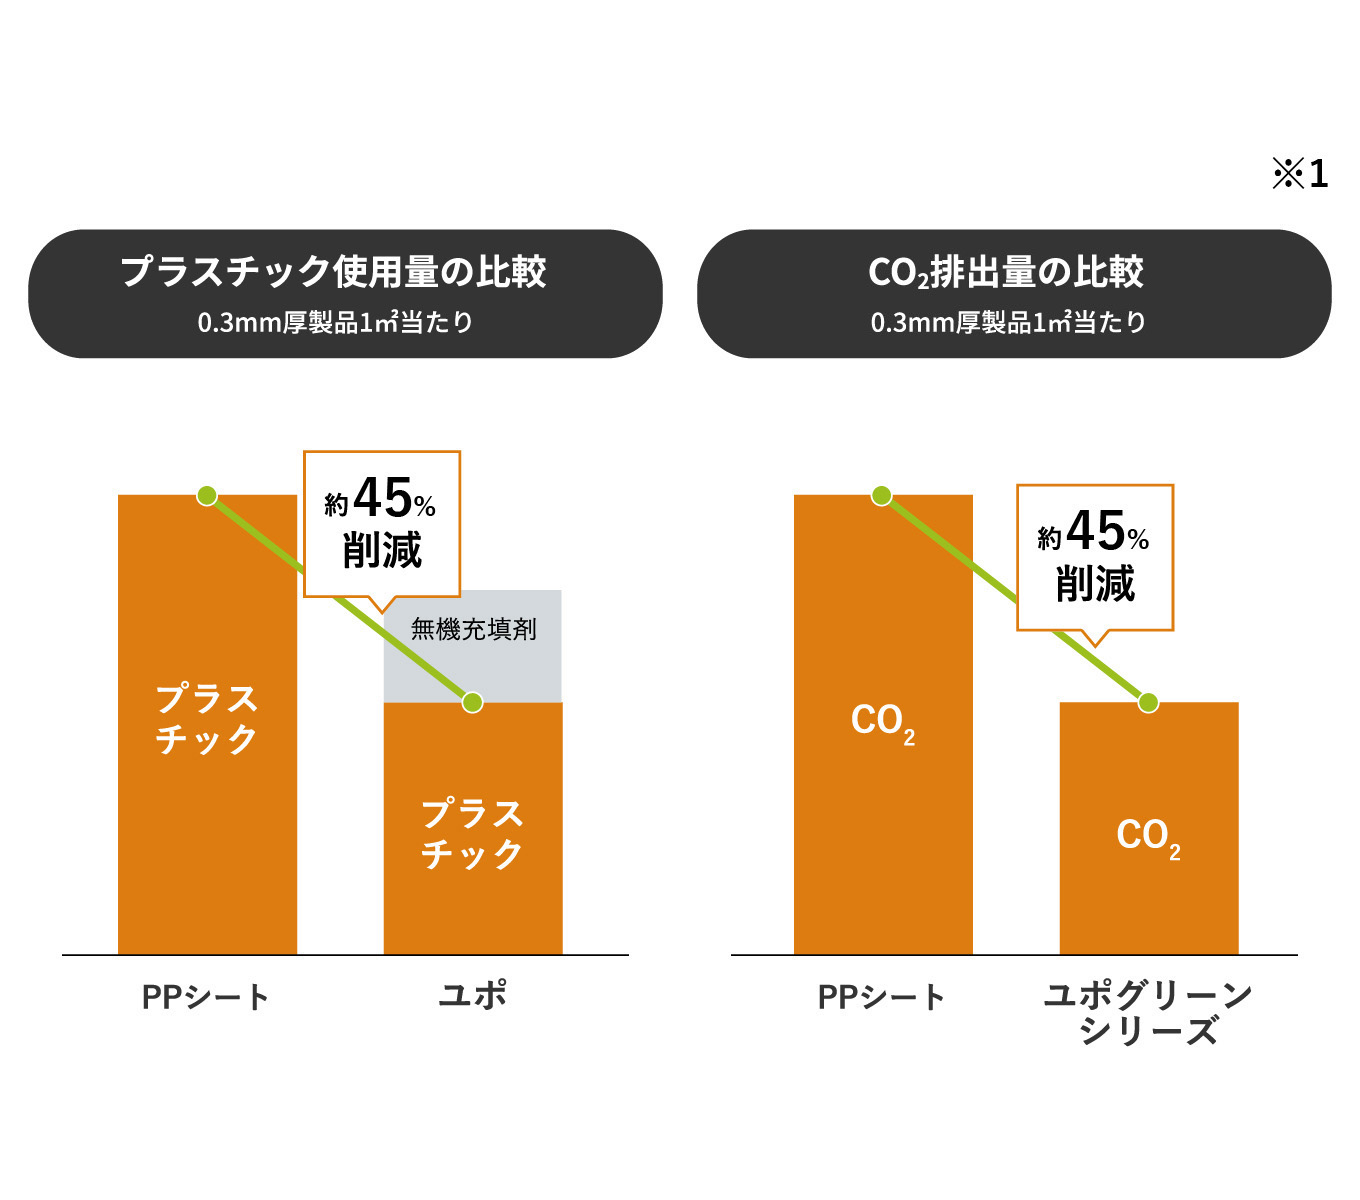 ※1
プラスチック使用量の比較
0.3mm厚製品1㎡当たり
約45%
削減
無機充填剤
プラス
チック
プラス
チック
PPシート
ユポ
CO₂排出量の比較
0.3mm厚製品1㎡当たり
約45%
削減
CO₂
CO₂
PPシート
ユポグリーン
シリーズ